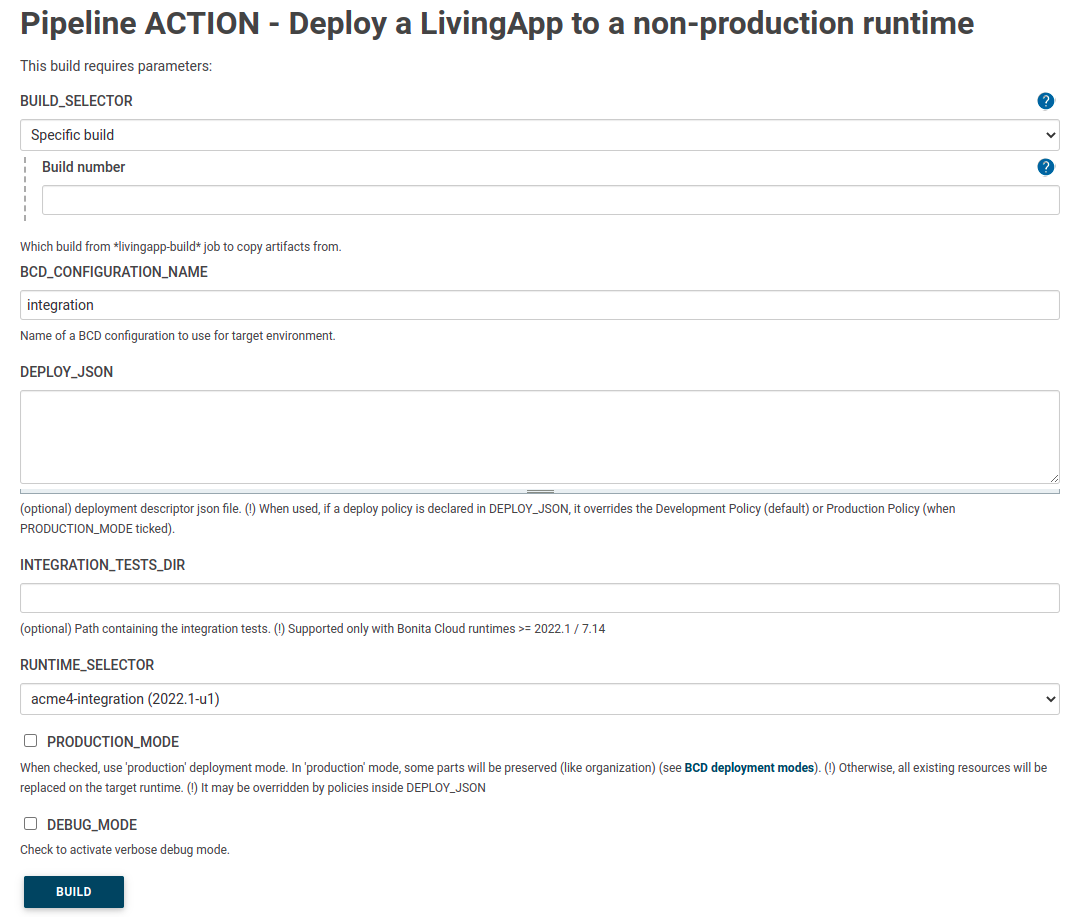 Pipeline ACTION - Deploy a LivingApp to a non-production runtime
This build requires parameters:
BUILD_SELECTOR
?
Specific build
Build number
?
Which build from *livingapp-build* job to copy artifacts from.
BCD_CONFIGURATION_NAME
integration
Name of a BCD configuration to use for target environment.
DEPLOY_JSON
(optional) deployment descriptor json file. (!) When used, if a deploy policy is declared in DEPLOY_JSON, it overrides the Development Policy (default) or Production Policy (when
PRODUCTION_MODE ticked).
INTEGRATION_TESTS_DIR
(optional) Path containing the integration tests. (!) Supported only with Bonita Cloud runtimes >= 2022.1 / 7.14
RUNTIME_SELECTOR
acme4-integration (2022.1-u1)
PRODUCTION_MODE
When checked, use 'production' deployment mode. In 'production' mode, some parts will be preserved (like organization) (see BCD deployment modes). (!) Otherwise, all existing resources will be
replaced on the target runtime. (!) It may be overridden by policies inside DEPLOY_JSON
DEBUG_MODE
Check to activate verbose debug mode.
BUILD